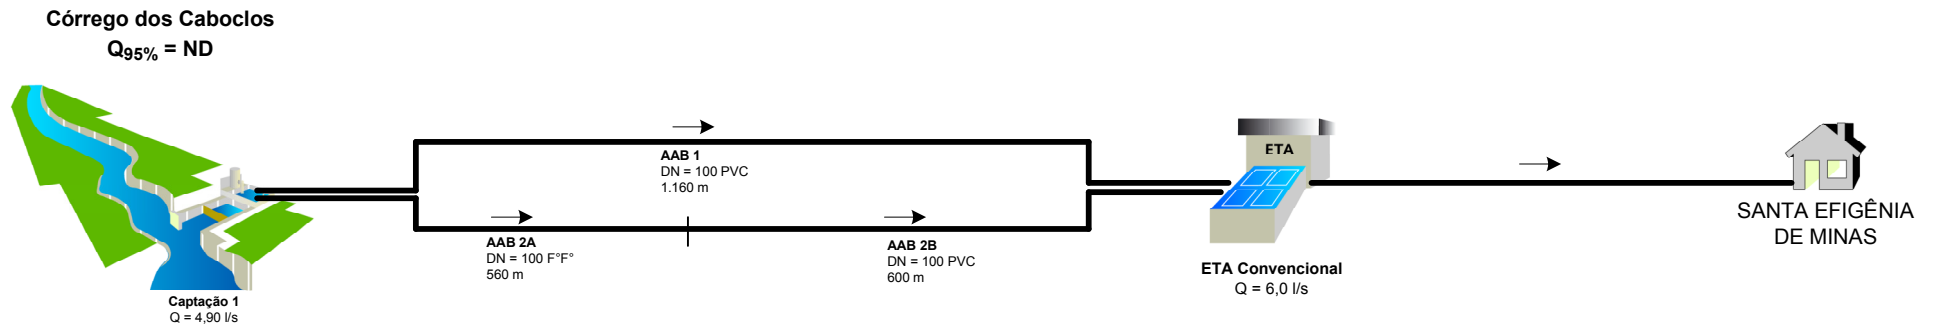 Córrego dos Caboclos
Q95% = ND
AAB 1
DN = 100 PVC
1.160 m
AAB 2A
DN = 100 F°F°
560 m
AAB 2B
DN = 100 PVC
600 m
Captação 1
Q = 4,90 l/s
ETA
ETA Convencional
Q = 6,0 l/s
SANTA EFIGÊNIA
DE MINAS